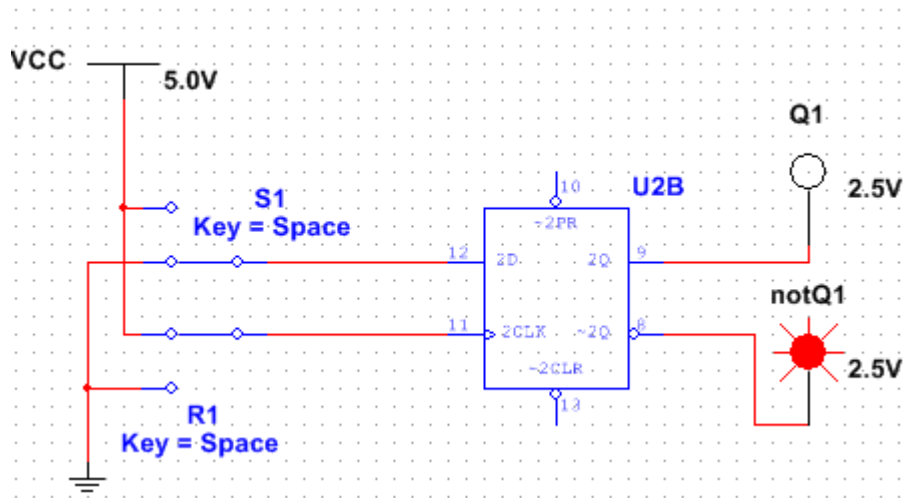 VCC
5.0V
Q1
2.5V
S1
Key = Space
10
U2B
~2PR
12
2D
2Q
9
notQ1
11
2CLK
~2Q
8
2.5V
~2CLR
13
R1
Key = Space